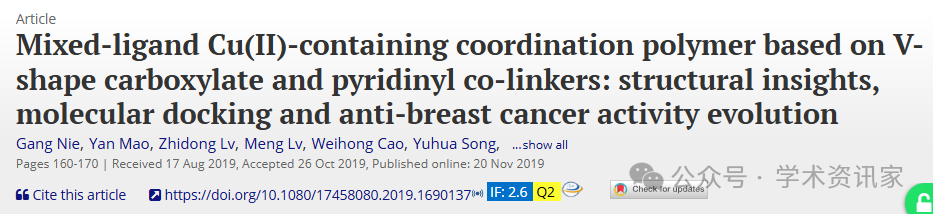 Article
Mixed-ligand Cu(II)-containing coordination polymer based on V-
shape carboxylate and pyridinyl co-linkers: structural insights,
molecular docking and anti-breast cancer activity evolution
Gang Nie, Yan Mao, Zhidong Lv, Meng Lv, Weihong Cao, Yuhua Song, ...show all
Pages 160-170 | Received 17 Aug 2019, Accepted 26 Oct 2019, Published online: 20 Nov 2019
Cite this article https://doi.org/10.1080/17458080.2019.1690137 IF: 2.6 Q2 Check for updates
公众号 · 学术资讯家